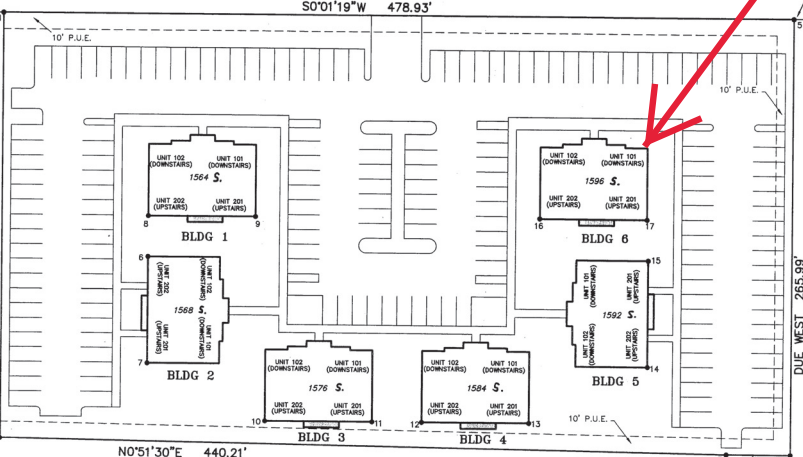 S0°01'19"W 478.93'
5
10' P.U.E.
10' P.U.E.
UNIT 102
(DOWNSTAIRS)
UNIT 101
(DOWNSTAIRS)
1564 S.
UNIT 202
(UPSTAIRS)
UNIT 201
(UPSTAIRS)
8
9
BLDG 1
UNIT 102
(DOWNSTAIRS)
UNIT 101
(DOWNSTAIRS)
1596 S.
UNIT 202
(UPSTAIRS)
UNIT 201
(UPSTAIRS)
16
17
BLDG 6
6
UNIT 202
(UPSTAIRS)
UNIT 102
(DOWNSTAIRS)
1568 S.
UNIT 201
(UPSTAIRS)
UNIT 101
(DOWNSTAIRS)
7
BLDG 2
15
UNIT 101
(DOWNSTAIRS)
UNIT 201
(UPSTAIRS)
1592 S.
UNIT 102
(DOWNSTAIRS)
UNIT 202
(UPSTAIRS)
14
BLDG 5
DUE WEST 265.99'
UNIT 102
(DOWNSTAIRS)
UNIT 101
(DOWNSTAIRS)
1576 S.
UNIT 202
(UPSTAIRS)
UNIT 201
(UPSTAIRS)
10
11
BLDG 3
UNIT 102
(DOWNSTAIRS)
UNIT 101
(DOWNSTAIRS)
1584 S.
UNIT 202
(UPSTAIRS)
UNIT 201
(UPSTAIRS)
12
13
BLDG 4
10' P.U.E.
N0°51'30"E 440.21'